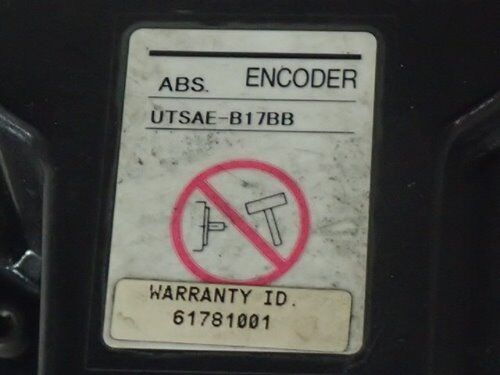 ABS. ENCODER
UTSAE-B17BB
WARRANTY ID.
61781001